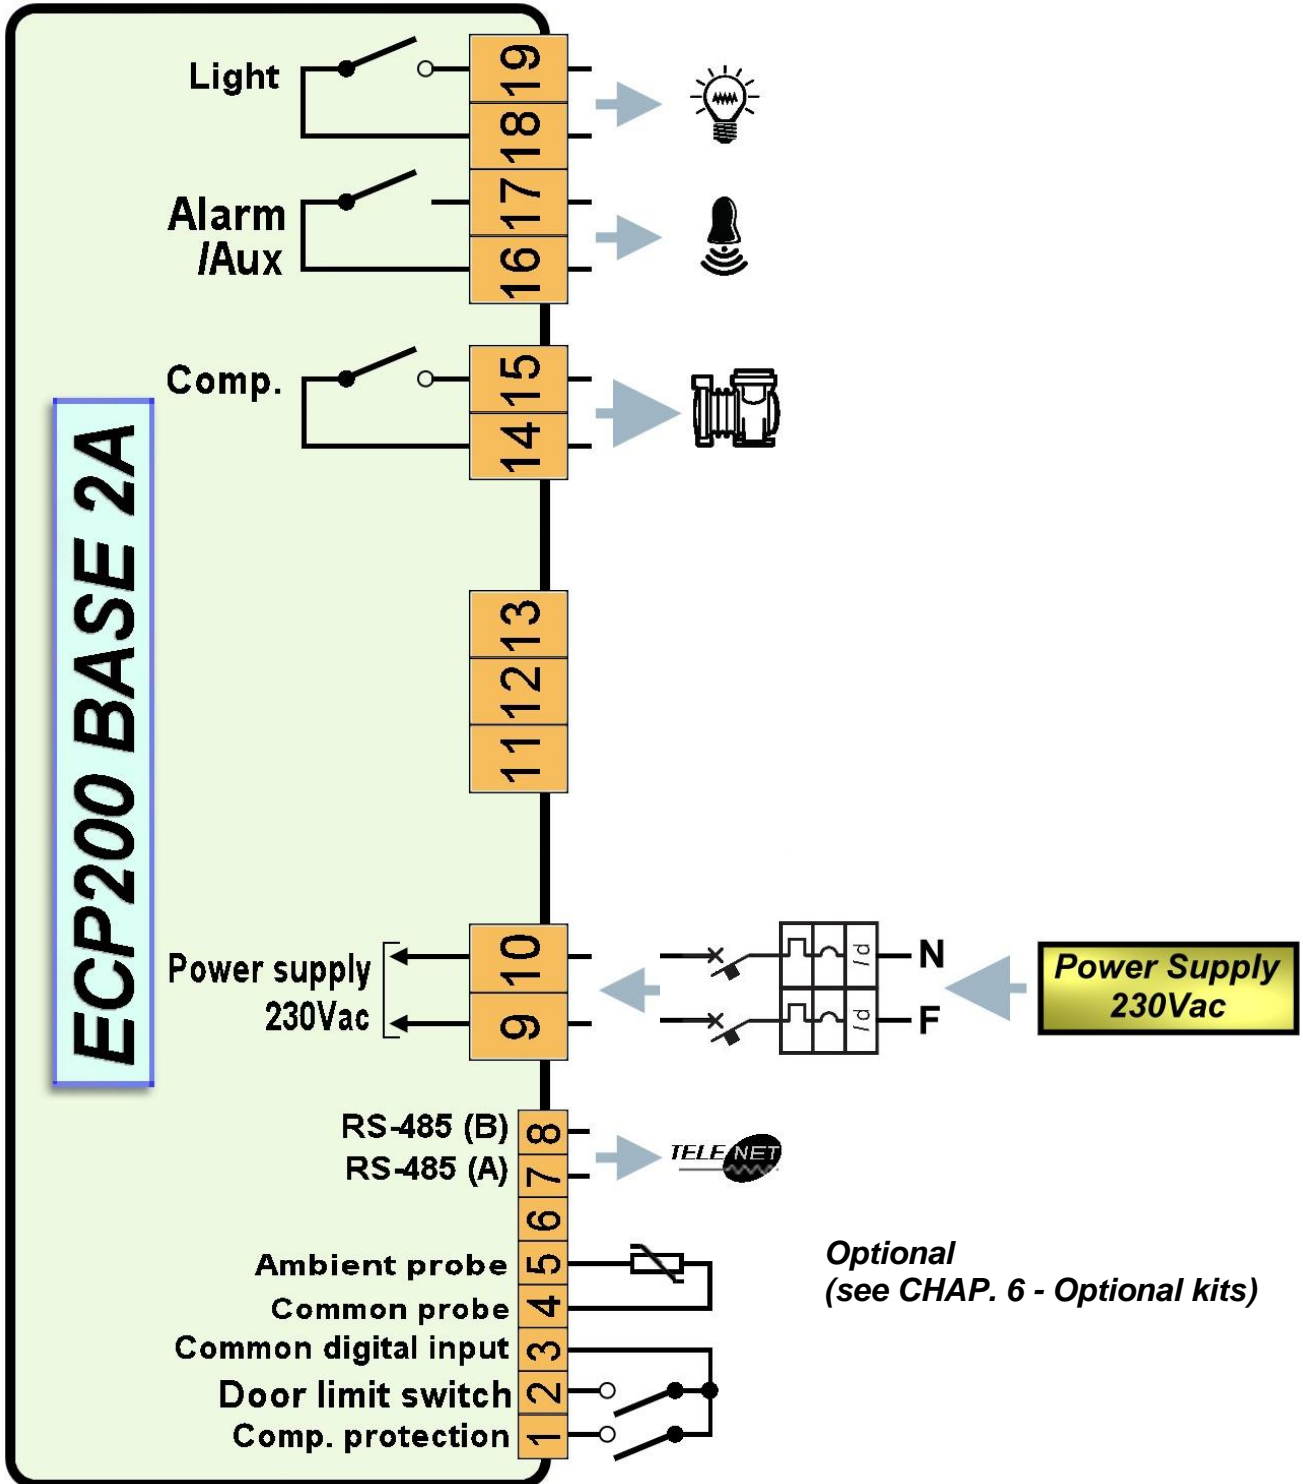 Light
19
18
Alarm
/Aux
17
16
Comp.
15
14
ECP200 BASE 2A
13
12
11
Power supply
230Vac
10
9
Id
N
Id
F
Power Supply
230Vac
RS-485 (B)
8
RS-485 (A)
7
TELENET
6
Ambient probe
5
Common probe
4
Optional
(see CHAP. 6 - Optional kits)
Common digital input
3
Door limit switch
2
Comp. protection
1